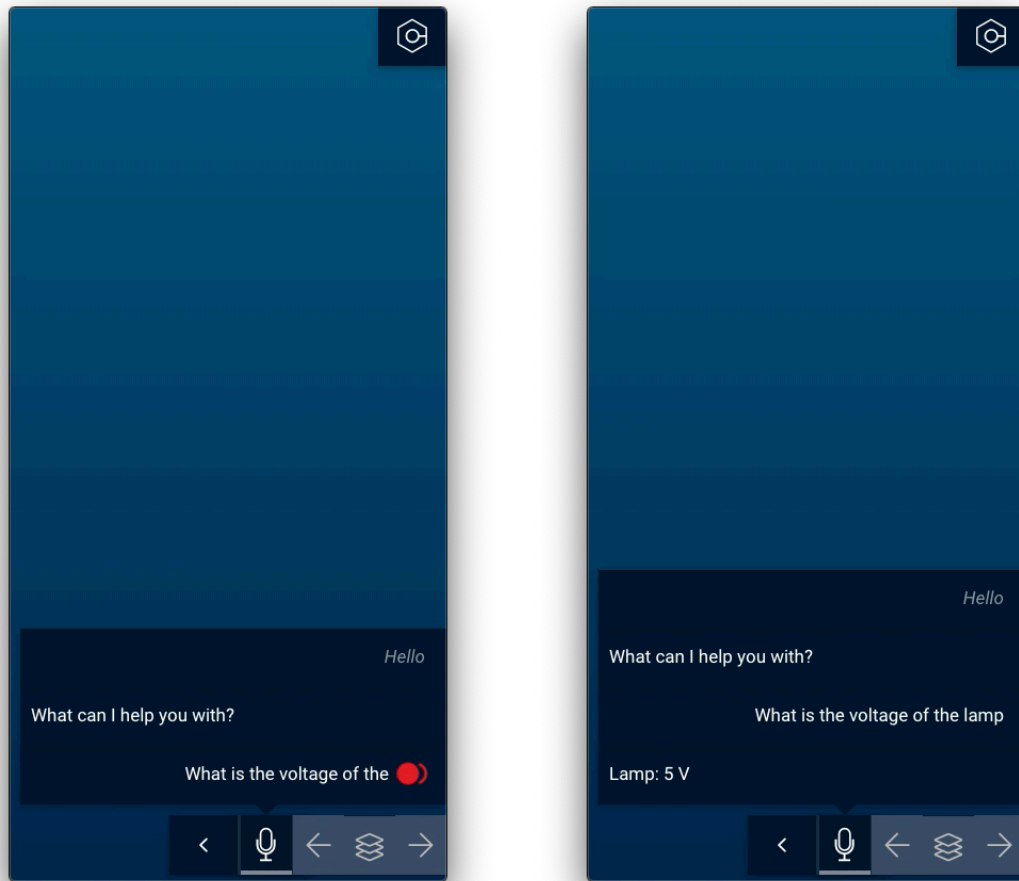 Hello
What can I help you with?
What is the voltage of the
Hello
What can I help you with?
What is the voltage of the lamp
Lamp: 5 V